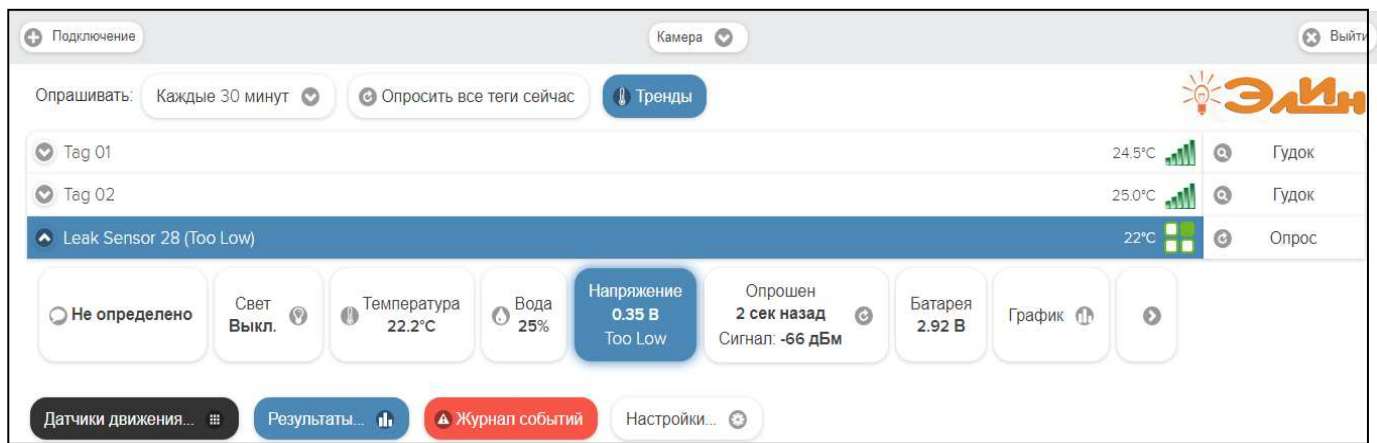 Подключение
Камера
Выйти
Опрашивать:
Каждые 30 минут
Опросить все теги сейчас
Тренды
ЭлИн
Tag 01
24.5°C
Гудок
Tag 02
25.0°C
Гудок
Leak Sensor 28 (Too Low)
22°C
Опрос
Не определено
Свет
Выкл.
Температура
22.2°C
Вода
25%
Напряжение
0.35 В
Too Low
Опрошен
2 сек назад
Сигнал: -66 дБм
Батарея
2.92 В
График
Датчики движения...
Результаты...
Журнал событий
Настройки...